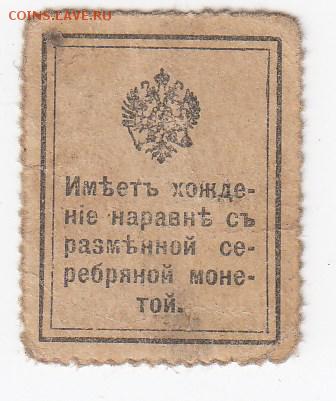 COINS.LAVE.RU
Имѣетъ хожде-
ніе наравнѣ съ
размѣнной се-
ребряной моне-
той.